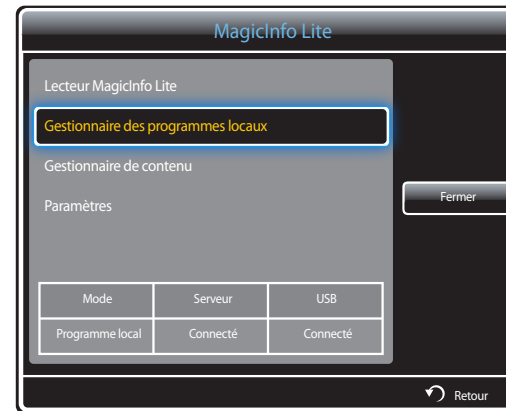 MagicInfo Lite
Lecteur MagicInfo Lite
Gestionnaire des programmes locaux
Gestionnaire de contenu
Paramètres
Fermer
Mode Serveur USB
Programme local Connecté Connecté
Retour